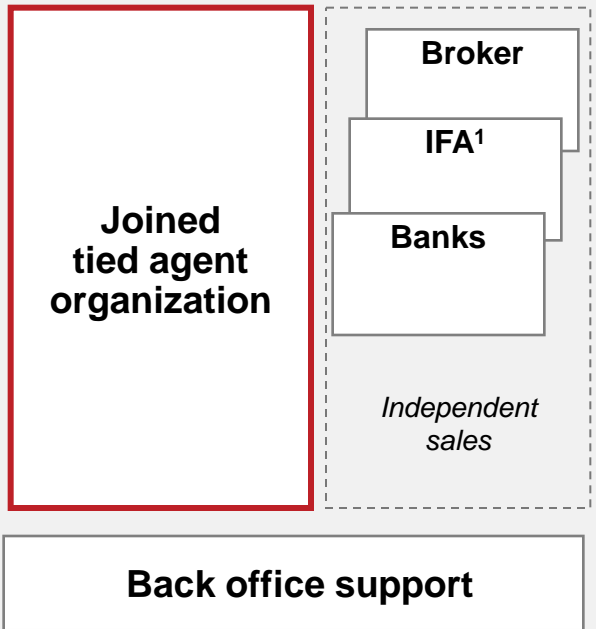 Joined
tied agent
organization
Broker
IFA¹
Banks
Independent
sales
Back office support